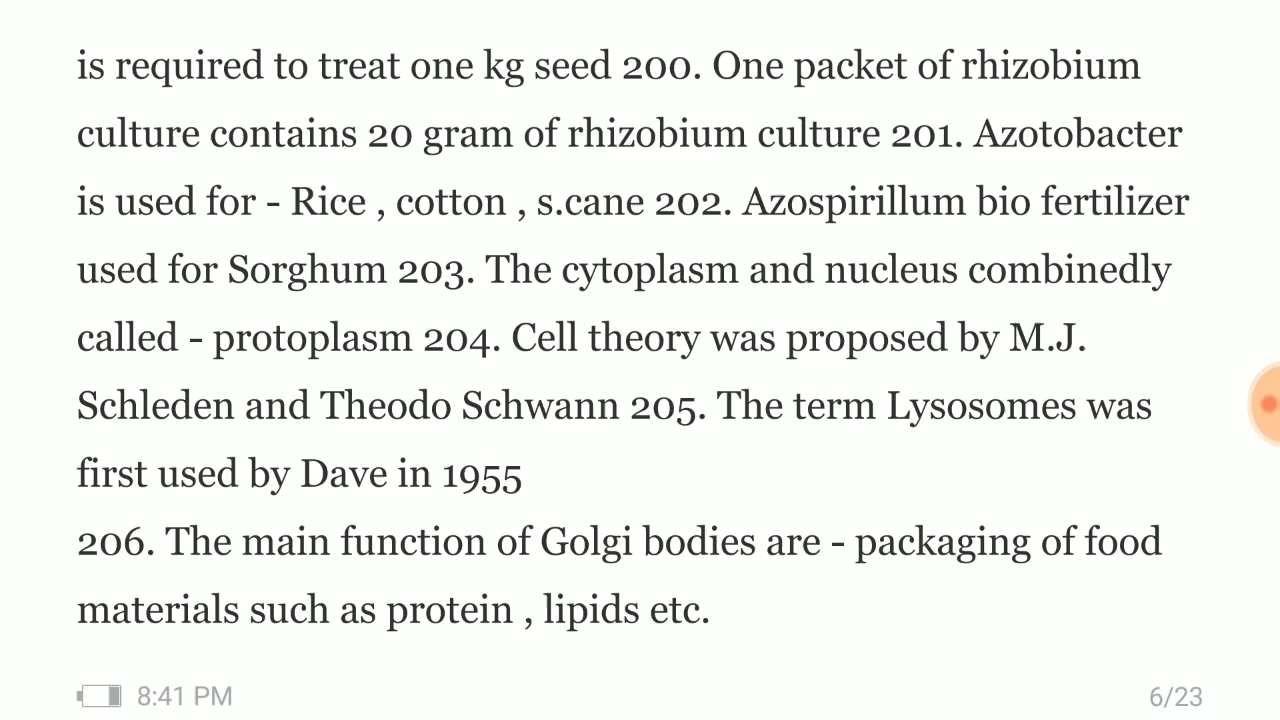 is required to treat one kg seed 200. One packet of rhizobium
culture contains 20 gram of rhizobium culture 201. Azotobacter
is used for - Rice , cotton , s.cane 202. Azospirillum bio fertilizer
used for Sorghum 203. The cytoplasm and nucleus combinedly
called - protoplasm 204. Cell theory was proposed by M.J.
Schleden and Theodo Schwann 205. The term Lysosomes was
first used by Dave in 1955
206. The main function of Golgi bodies are - packaging of food
materials such as protein , lipids etc.
8:41 PM 6/23